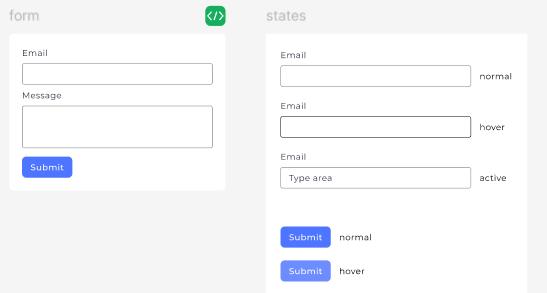 form
</>
Email
Message
Submit
states
Email
normal
Email
hover
Email
Type area
active
Submit
normal
Submit
hover